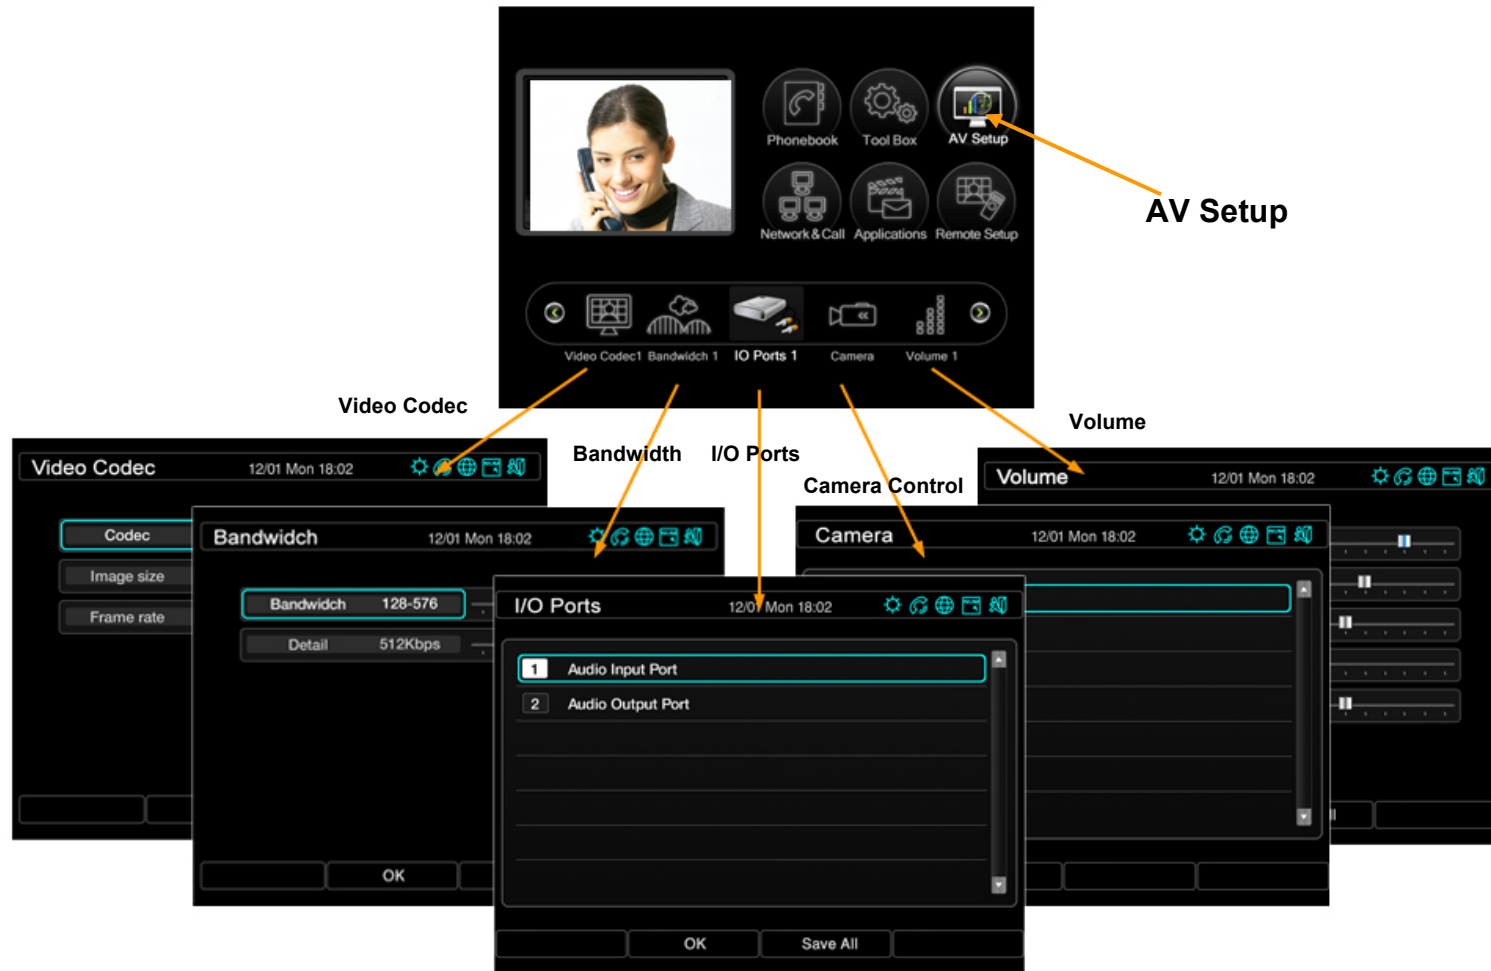 Phonebook
Tool Box
AV Setup
Network & Call
Applications
Remote Setup
AV Setup
Video Codec1
Bandwidch 1
IO Ports 1
Camera
Volume 1
Video Codec
Bandwidth
I/O Ports
Camera Control
Volume
Video Codec
12/01 Mon 18:02
Codec
Image size
Frame rate
Bandwidch
12/01 Mon 18:02
Bandwidch 128-576
Detail 512Kbps
OK
I/O Ports
12/01 Mon 18:02
1 Audio Input Port
2 Audio Output Port
OK
Save All
Camera
12/01 Mon 18:02
Volume
12/01 Mon 18:02